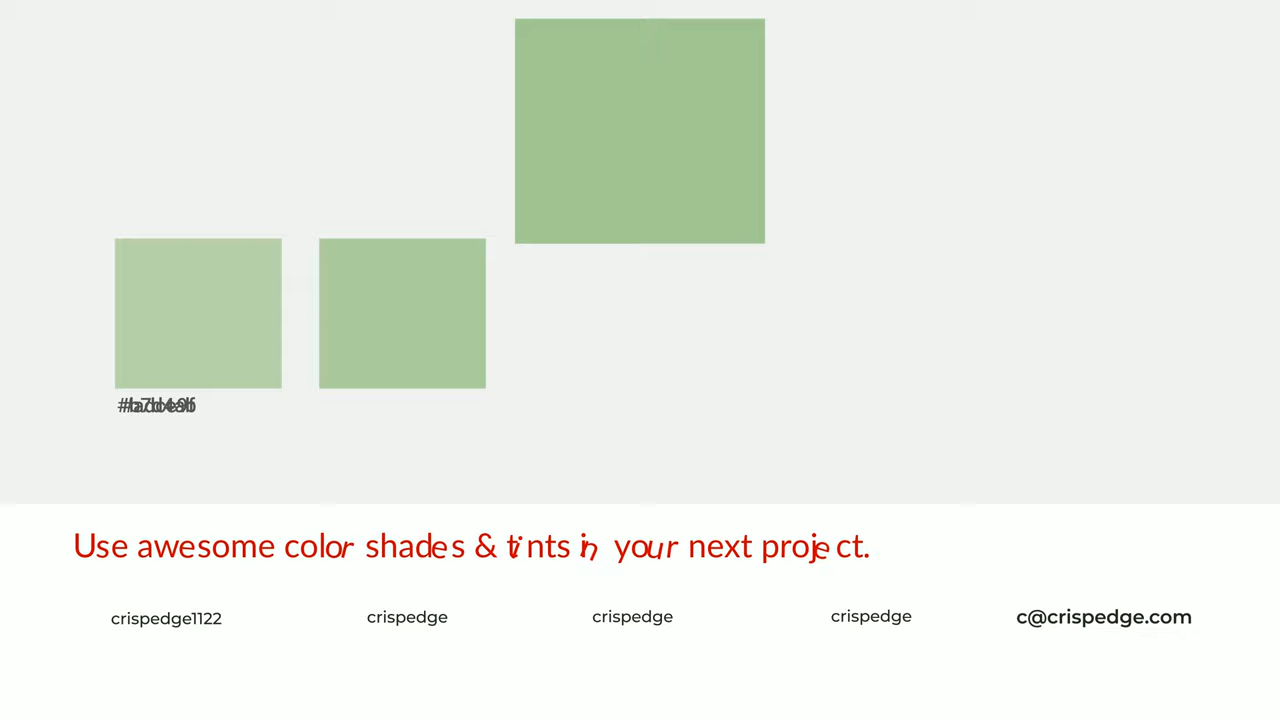 Use awesome color shades & tints in your next project.
crispedge1122 crispedge crispedge crispedge c@crispedge.com